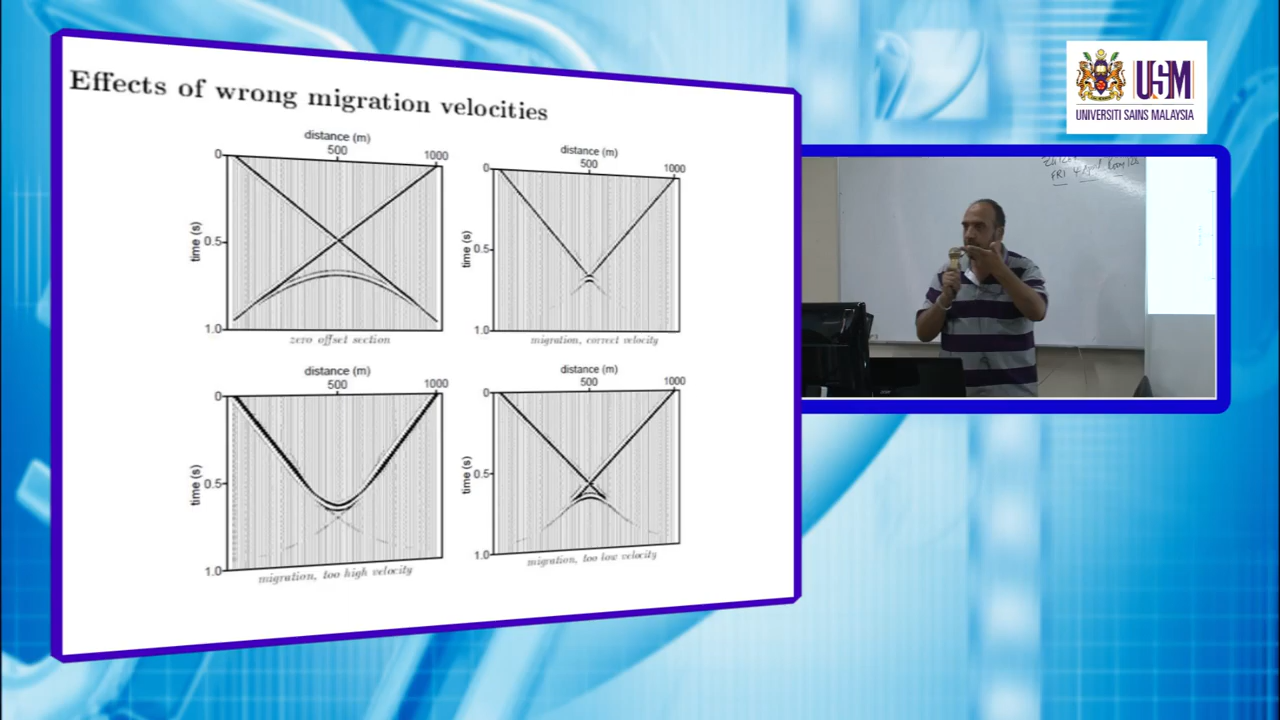 Effects of wrong migration velocities
distance (m)
500
1000
0
0.5
1.0
time (s)
zero offset section
distance (m)
500
1000
0
0.5
1.0
time (s)
migration, correct velocity
distance (m)
500
1000
0
0.5
1.0
time (s)
migration, too high velocity
distance (m)
500
1000
0
0.5
1.0
time (s)
migration, too low velocity
USM
UNIVERSITI SAINS MALAYSIA
FRI